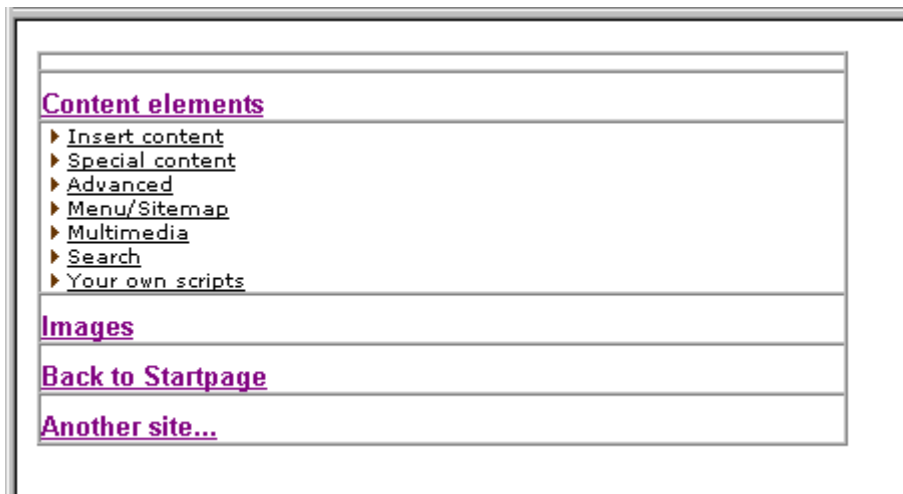 Content elements
Insert content
Special content
Advanced
Menu/Sitemap
Multimedia
Search
Your own scripts
Images
Back to Startpage
Another site...